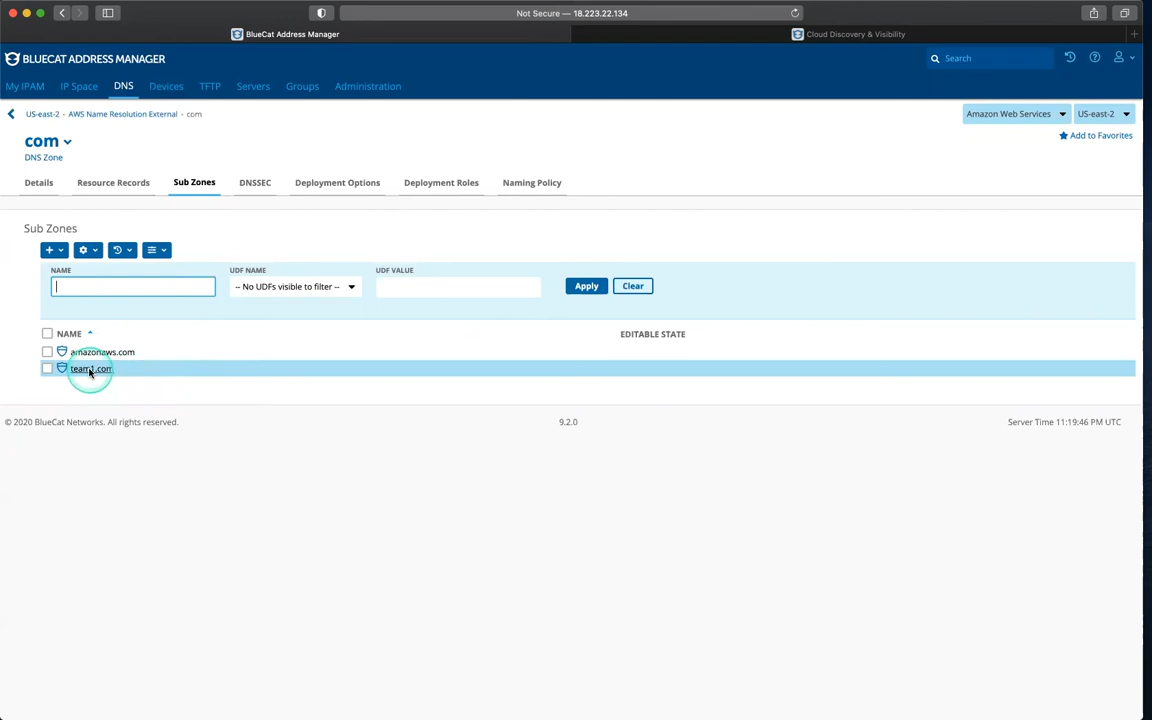 Not Secure — 18.223.22.134
BlueCat Address Manager
Cloud Discovery & Visibility
BLUECAT ADDRESS MANAGER
Search
My IPAM IP Space DNS Devices TFTP Servers Groups Administration
US-east-2 - AWS Name Resolution External - com
Amazon Web Services US-east-2
com
Add to Favorites
DNS Zone
Details Resource Records Sub Zones DNSSEC Deployment Options Deployment Roles Naming Policy
Sub Zones
NAME UDF NAME UDF VALUE
-- No UDFs visible to filter -- Apply Clear
NAME EDITABLE STATE
amazonaws.com
team1.com
© 2020 BlueCat Networks. All rights reserved. 9.2.0 Server Time 11:19:46 PM UTC